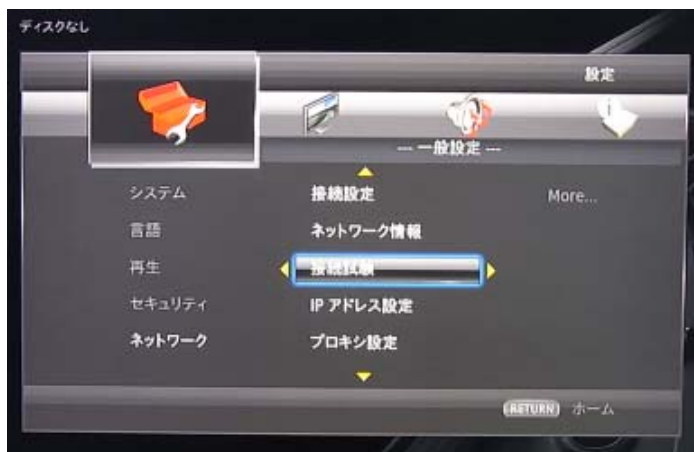 ディスクなし
設定
--- 一般設定 ---
システム
言語
再生
セキュリティ
ネットワーク
接続設定
ネットワーク情報
接続試験
IP アドレス設定
プロキシ設定
More...
RETURN ホーム